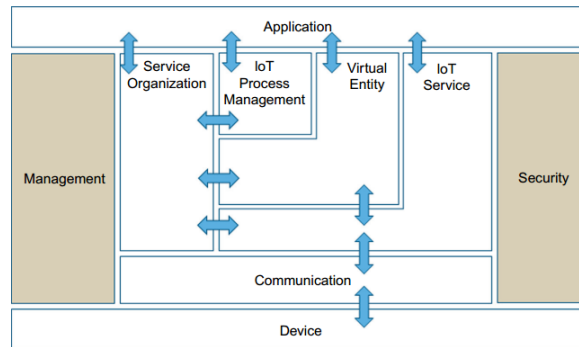 Application
Service
Organization
IoT
Process
Management
Virtual
Entity
IoT
Service
Management
Security
Communication
Device